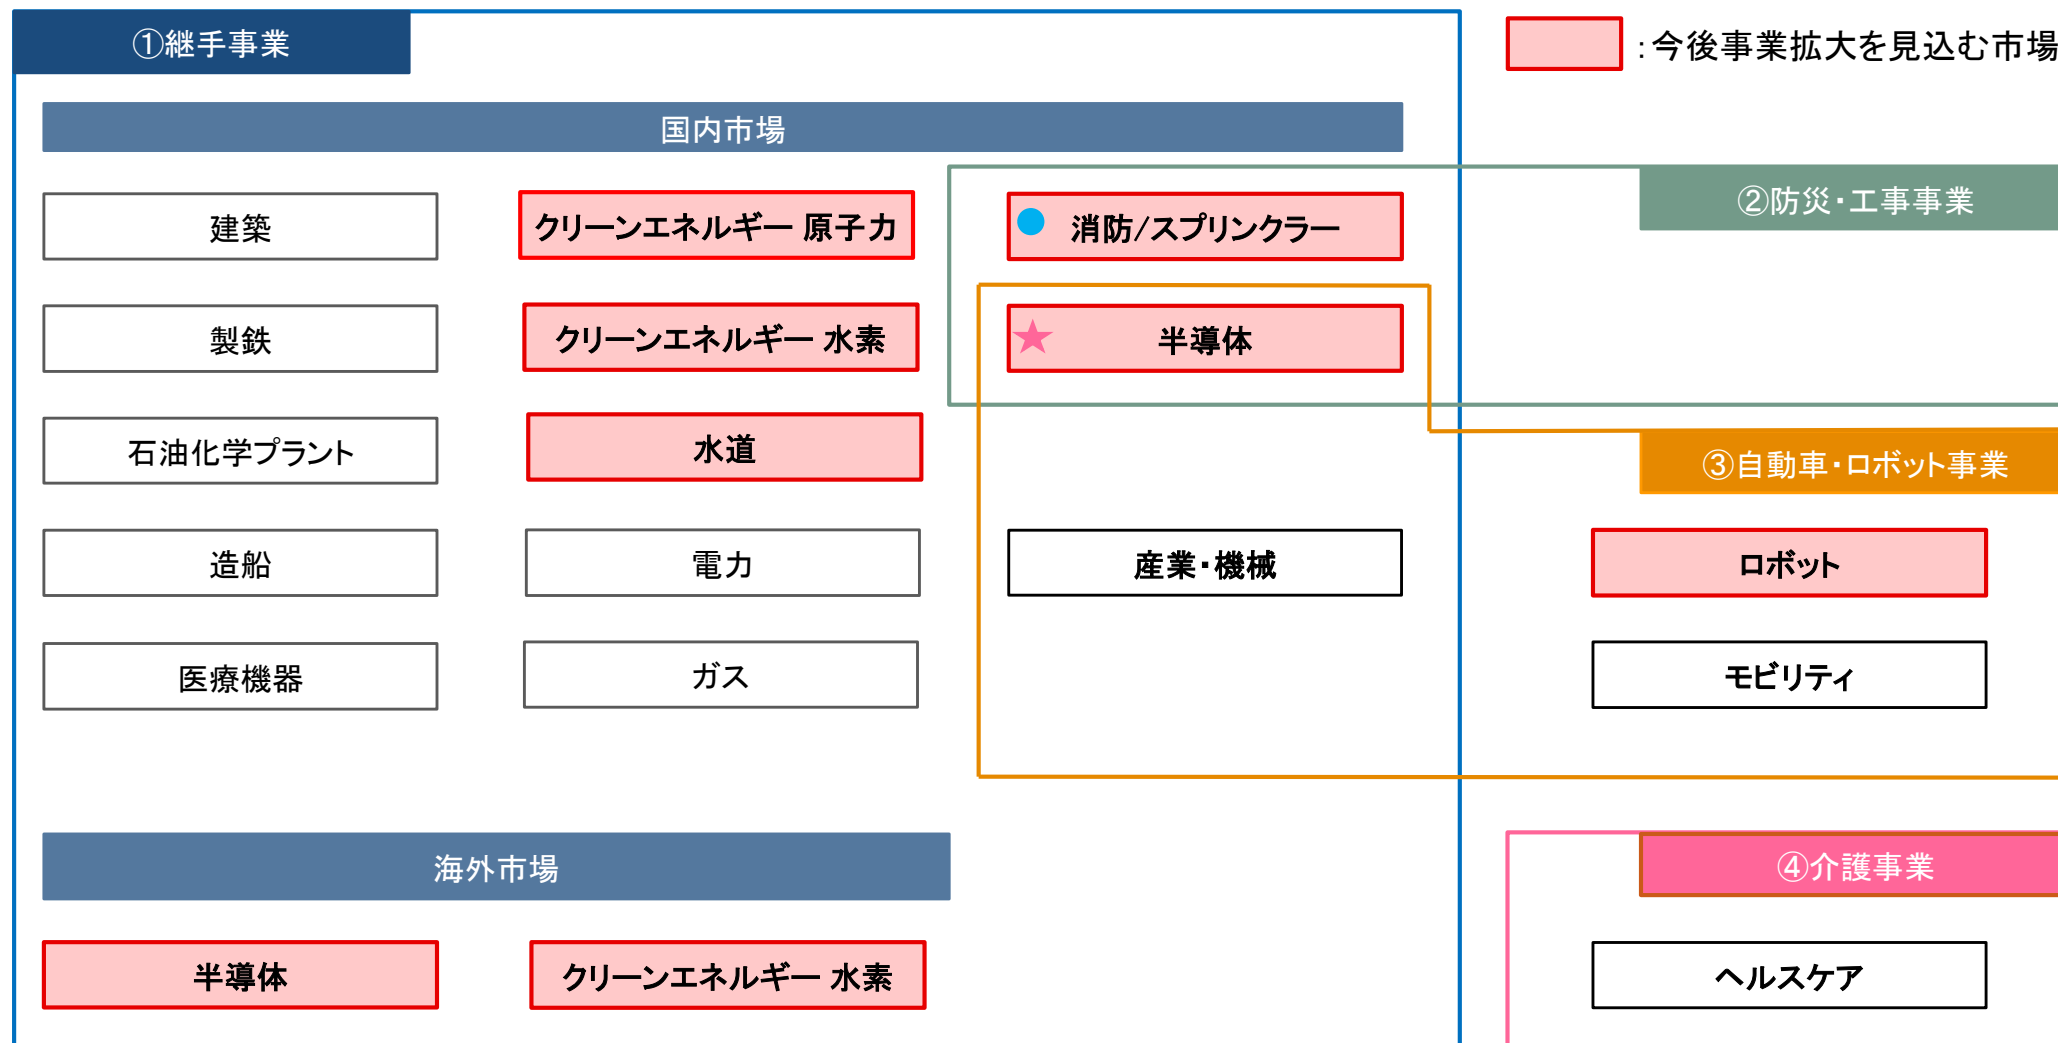 ①継手事業
:今後事業拡大を見込む市場
国内市場
②防災・工事事業
建築
クリーンエネルギー 原子力
消防/スプリンクラー
製鉄
クリーンエネルギー 水素
半導体
石油化学プラント
水道
③自動車・ロボット事業
造船
電力
産業・機械
ロボット
医療機器
ガス
モビリティ
海外市場
④介護事業
半導体
クリーンエネルギー 水素
ヘルスケア